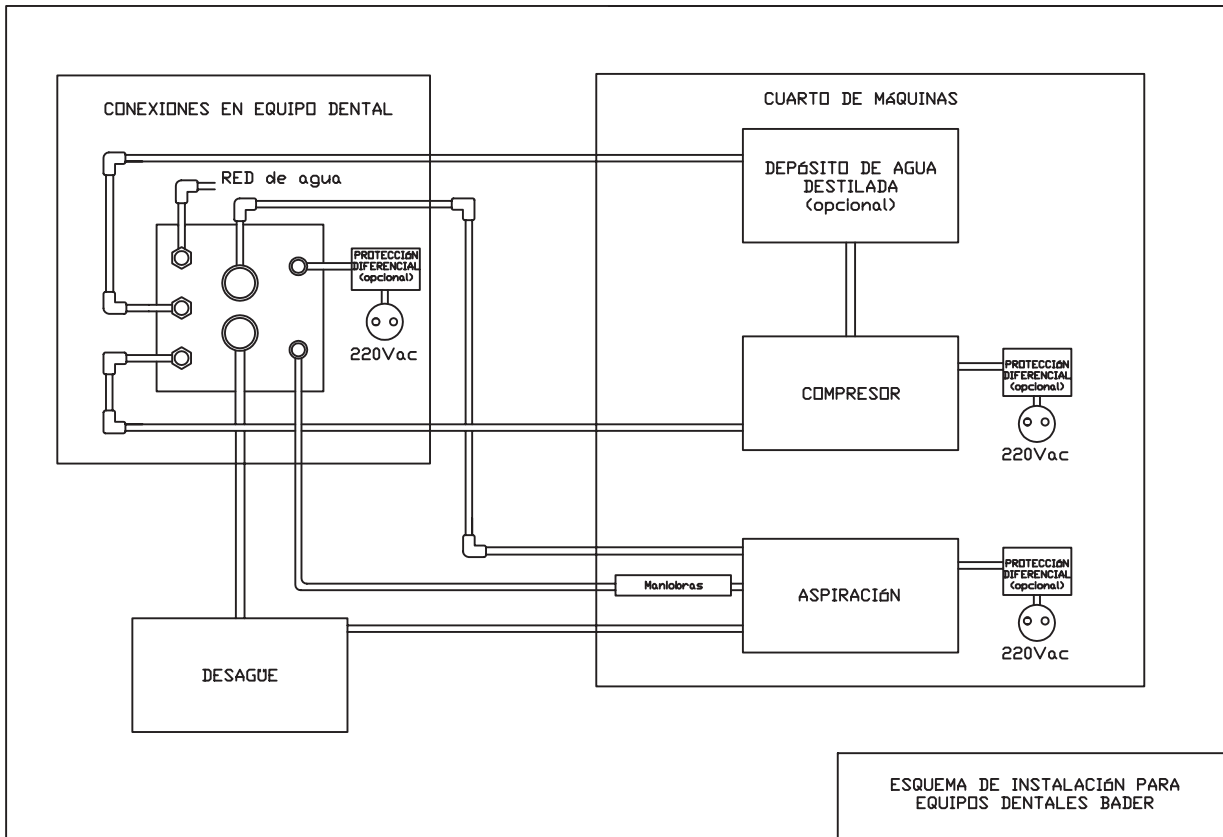 CONEXIONES EN EQUIPO DENTAL
RED de agua
PROTECCIÓN
DIFERENCIAL
(opcional)
220Vac
CUARTO DE MÁQUINAS
DEPÓSITO DE AGUA
DESTILADA
(opcional)
COMPRESOR
PROTECCIÓN
DIFERENCIAL
(opcional)
220Vac
Maniobras
ASPIRACIÓN
PROTECCIÓN
DIFERENCIAL
(opcional)
220Vac
DESAGÜE
ESQUEMA DE INSTALACIÓN PARA
EQUIPOS DENTALES BADER